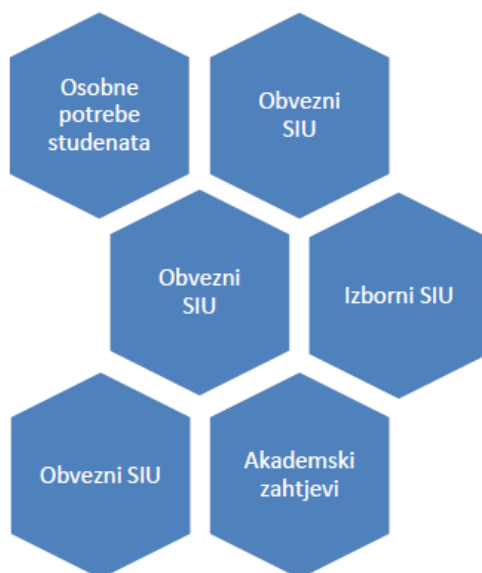 Osobne
potrebe
studenata
Obvezni
SIU
Obvezni
SIU
Izborni SIU
Obvezni SIU
Akademski
zahtjevi